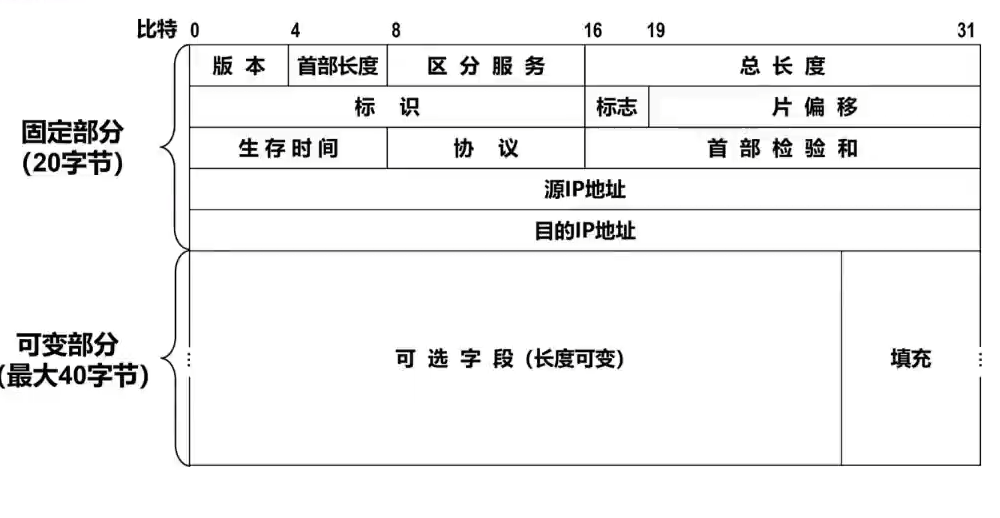 比特 0 4 8 16 19 31
版 本 首部长度 区 分 服 务 总 长 度
标 识 标志 片 偏 移
生 存 时 间 协 议 首 部 检 验 和
源IP地址
目的IP地址
固定部分
(20字节)
可变部分
(最大40字节)
可 选 字 段 (长度可变) 填充